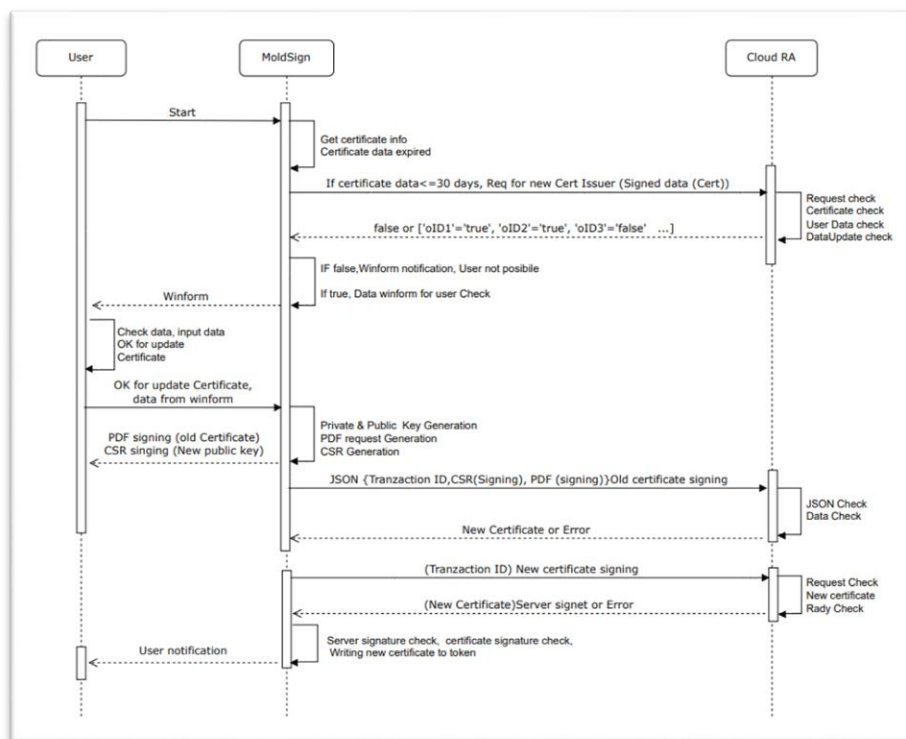 User
MoldSign
Cloud RA
Start
Get certificate info
Certificate data expired
If certificate data<=30 days, Req for new Cert Issuer (Signed data (Cert))
Request check
Certificate check
User Data check
DataUpdate check
false or ['oID1'='true', 'oID2'='true', 'oID3'='false' ...]
IF false,Winform notification, User not posibile
If true, Data winform for user Check
Winform
Check data, input data
OK for update
Certificate
OK for update Certificate,
data from winform
Private & Public Key Generation
PDF request Generation
CSR Generation
PDF signing (old Certificate)
CSR singing (New public key)
JSON {Tranzaction ID,CSR(Signing), PDF (signing)}Old certificate signing
JSON Check
Data Check
New Certificate or Error
(Tranzaction ID) New certificate signing
Request Check
New certificate
Rady Check
(New Certificate)Server signet or Error
Server signature check, certificate signature check,
Writing new certificate to token
User notification